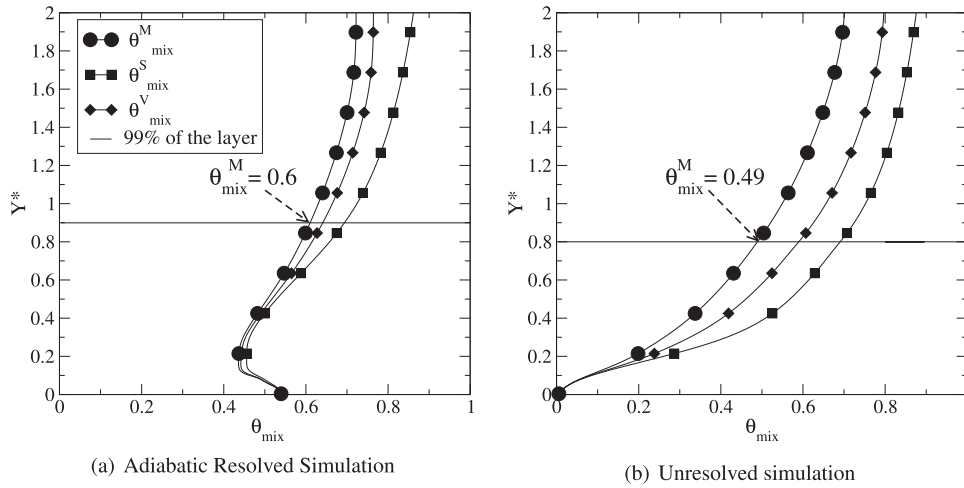 2
1.8
1.6
1.4
1.2
1
0.8
0.6
0.4
0.2
0
Y*
θ^M_mix
θ^S_mix
θ^V_mix
99% of the layer
θ^M_mix = 0.6
0 0.2 0.4 0.6 0.8 1
θ_mix
(a) Adiabatic Resolved Simulation
2
1.8
1.6
1.4
1.2
1
0.8
0.6
0.4
0.2
0
Y*
θ^M_mix = 0.49
0 0.2 0.4 0.6 0.8
θ_mix
(b) Unresolved simulation